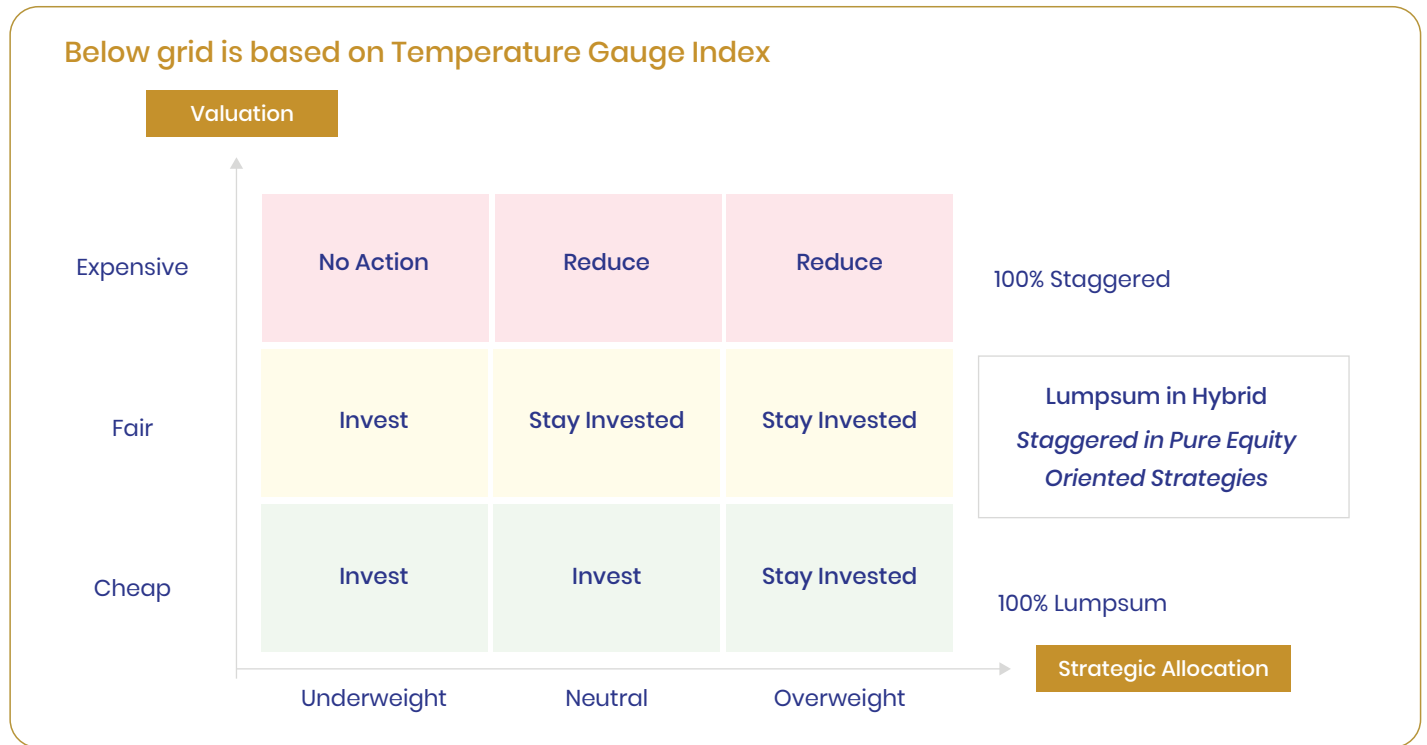 Below grid is based on Temperature Gauge Index
Valuation
Expensive
No Action
Reduce
Reduce
100% Staggered
Fair
Invest
Stay Invested
Stay Invested
Lumpsum in Hybrid
Staggered in Pure Equity
Oriented Strategies
Cheap
Invest
Invest
Stay Invested
100% Lumpsum
Strategic Allocation
Underweight
Neutral
Overweight